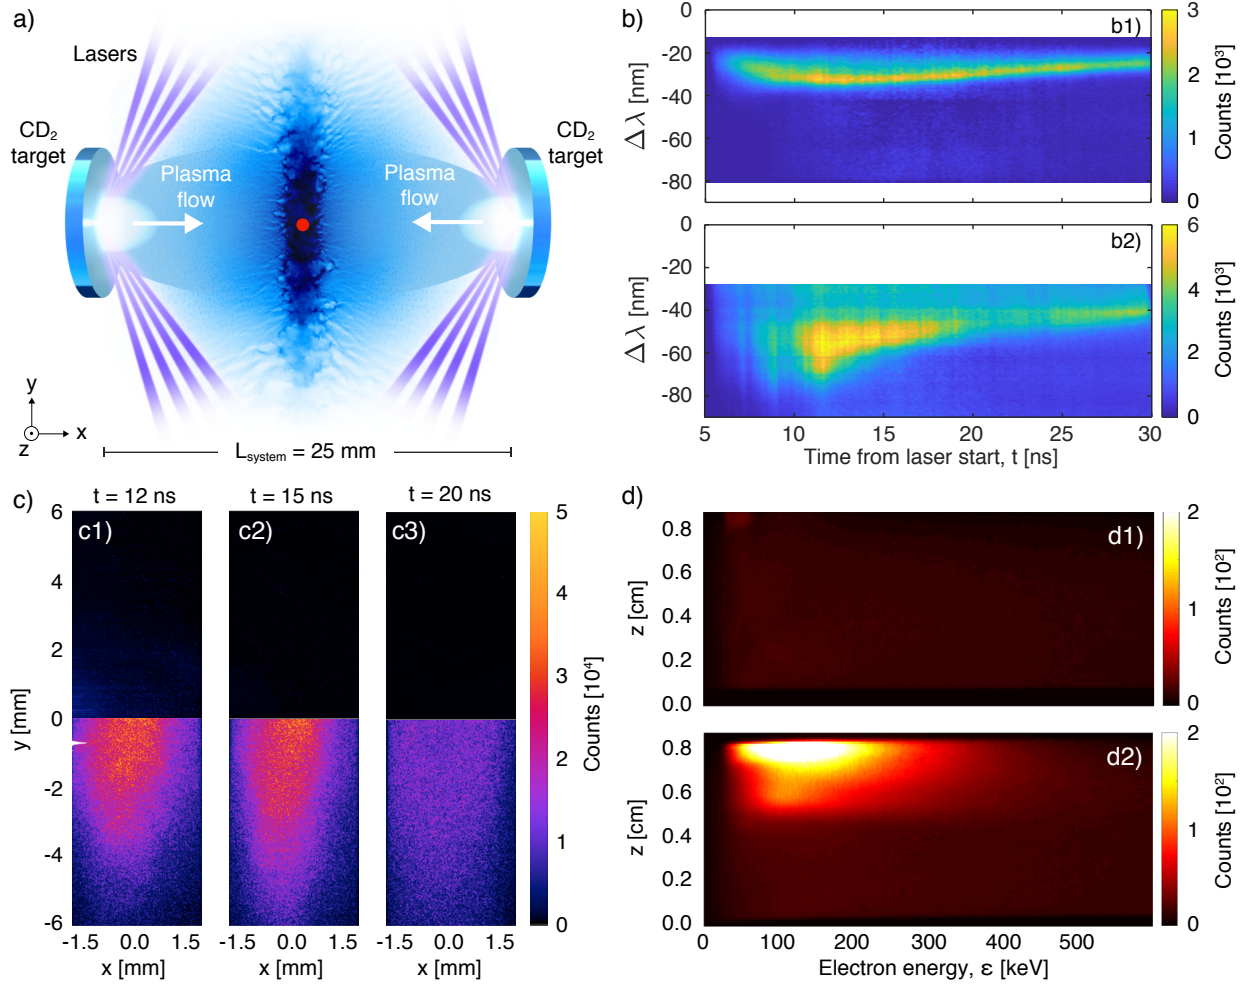 a)
Lasers
CD₂
target
CD₂
target
Plasma
flow
Plasma
flow
y
z
x
L_system = 25 mm
b)
b1)
0
-20
-40
-60
-80
Δλ [nm]
3
2
1
0
Counts [10³]
b2)
0
-20
-40
-60
-80
Δλ [nm]
6
4
2
0
Counts [10³]
5
10
15
20
25
30
Time from laser start, t [ns]
c)
t = 12 ns
t = 15 ns
t = 20 ns
c1)
c2)
c3)
6
4
2
0
-2
-4
-6
y [mm]
-1.5 0.0 1.5
x [mm]
-1.5 0.0 1.5
x [mm]
-1.5 0.0 1.5
x [mm]
5
4
3
2
1
0
Counts [10⁴]
d)
d1)
0.8
0.6
0.4
0.2
0.0
z [cm]
2
1
0
Counts [10²]
d2)
0.8
0.6
0.4
0.2
0.0
z [cm]
2
1
0
Counts [10²]
0
100
200
300
400
500
Electron energy, ε [keV]